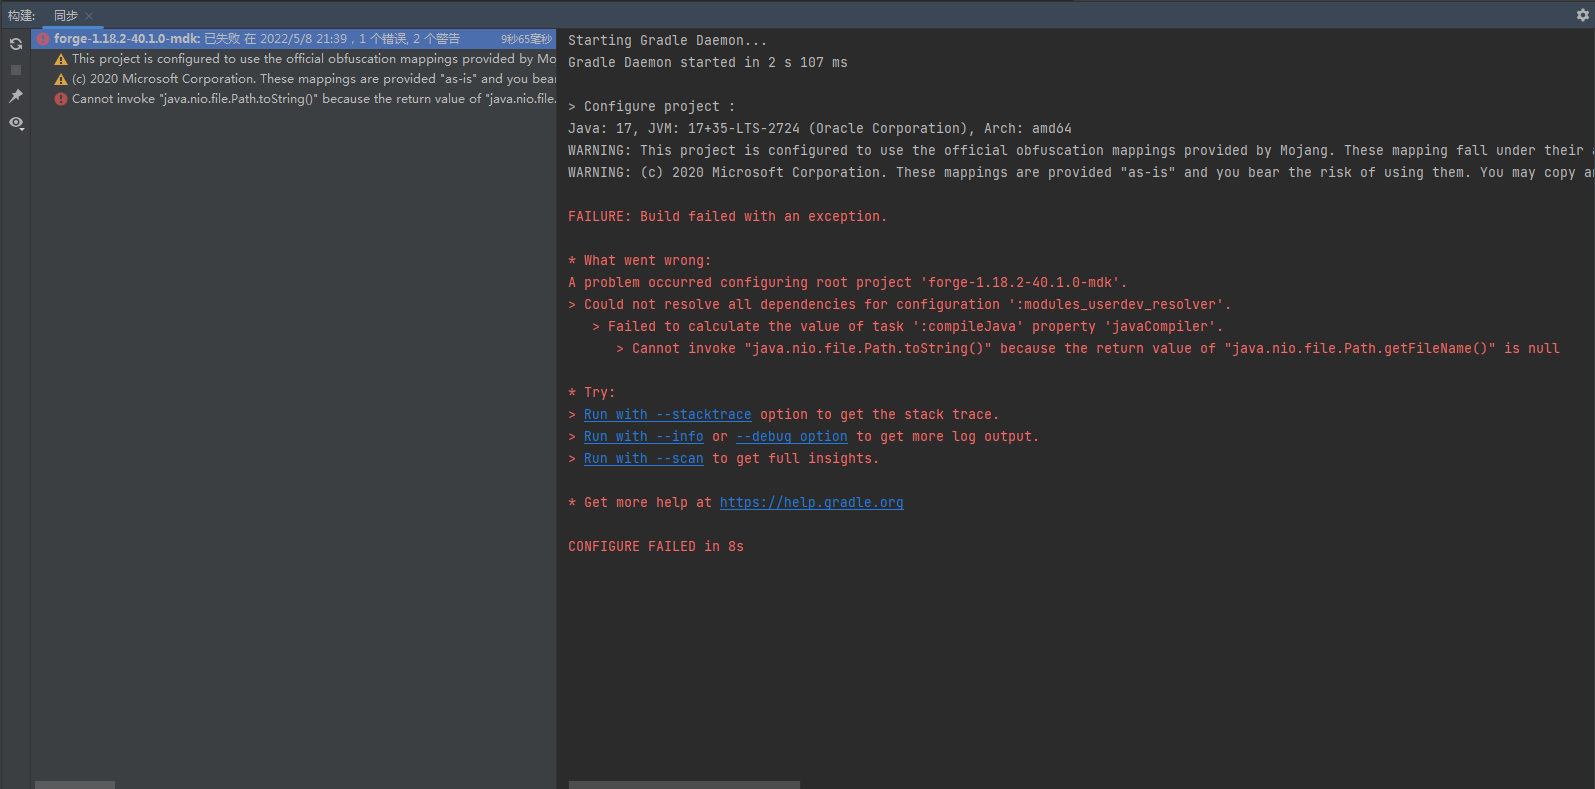 构建: 同步
forge-1.18.2-40.1.0-mdk: 已失败 在 2022/5/8 21:39，1 个错误, 2 个警告 9秒65毫秒
This project is configured to use the official obfuscation mappings provided by Mo
(c) 2020 Microsoft Corporation. These mappings are provided "as-is" and you bear
Cannot invoke "java.nio.file.Path.toString()" because the return value of "java.nio.file.
Starting Gradle Daemon...
Gradle Daemon started in 2 s 107 ms
> Configure project :
Java: 17, JVM: 17+35-LTS-2724 (Oracle Corporation), Arch: amd64
WARNING: This project is configured to use the official obfuscation mappings provided by Mojang. These mapping fall under their
WARNING: (c) 2020 Microsoft Corporation. These mappings are provided "as-is" and you bear the risk of using them. You may copy
FAILURE: Build failed with an exception.
* What went wrong:
A problem occurred configuring root project 'forge-1.18.2-40.1.0-mdk'.
> Could not resolve all dependencies for configuration ':modules_userdev_resolver'.
> Failed to calculate the value of task ':compileJava' property 'javaCompiler'.
> Cannot invoke "java.nio.file.Path.toString()" because the return value of "java.nio.file.Path.getFileName()" is null
* Try:
> Run with --stacktrace option to get the stack trace.
> Run with --info or --debug option to get more log output.
> Run with --scan to get full insights.
* Get more help at https://help.gradle.org
CONFIGURE FAILED in 8s